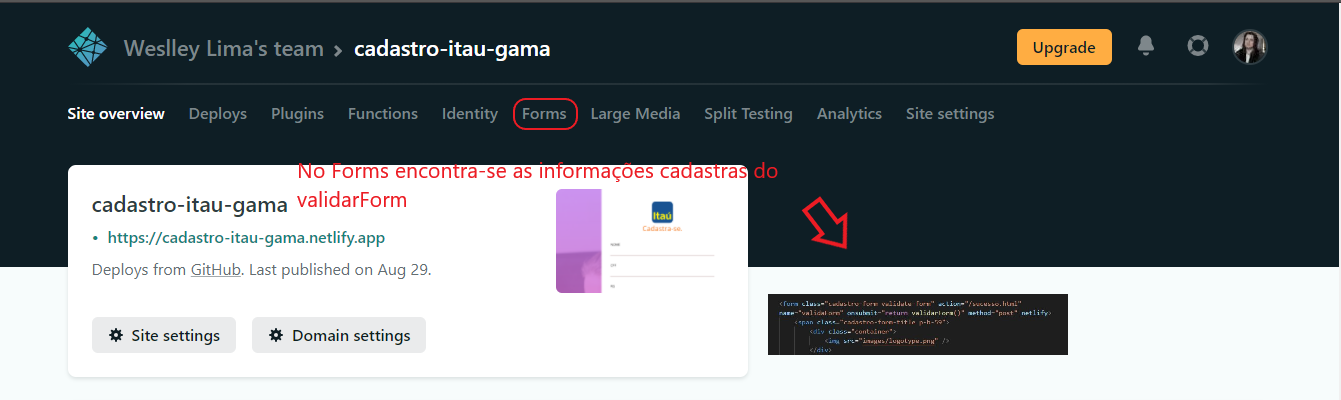 Weslley Lima's team › cadastro-itau-gama
Upgrade
Site overview Deploys Plugins Functions Identity Forms Large Media Split Testing Analytics Site settings
No Forms encontra-se as informações cadastras do
validarForm
cadastro-itau-gama
• https://cadastro-itau-gama.netlify.app
Deploys from GitHub. Last published on Aug 29.
Site settings Domain settings
Itaú
Cadastra-se.
NOME
<form class="cadastro-form validate-form" action="/sucesso.html"
name="validaForm" onsubmit="return validarForm()" method="post" netlify>
<span class="cadastro-form-title p-b-59">
<div class="container">
<img src="images/logotype.png" />
</div>